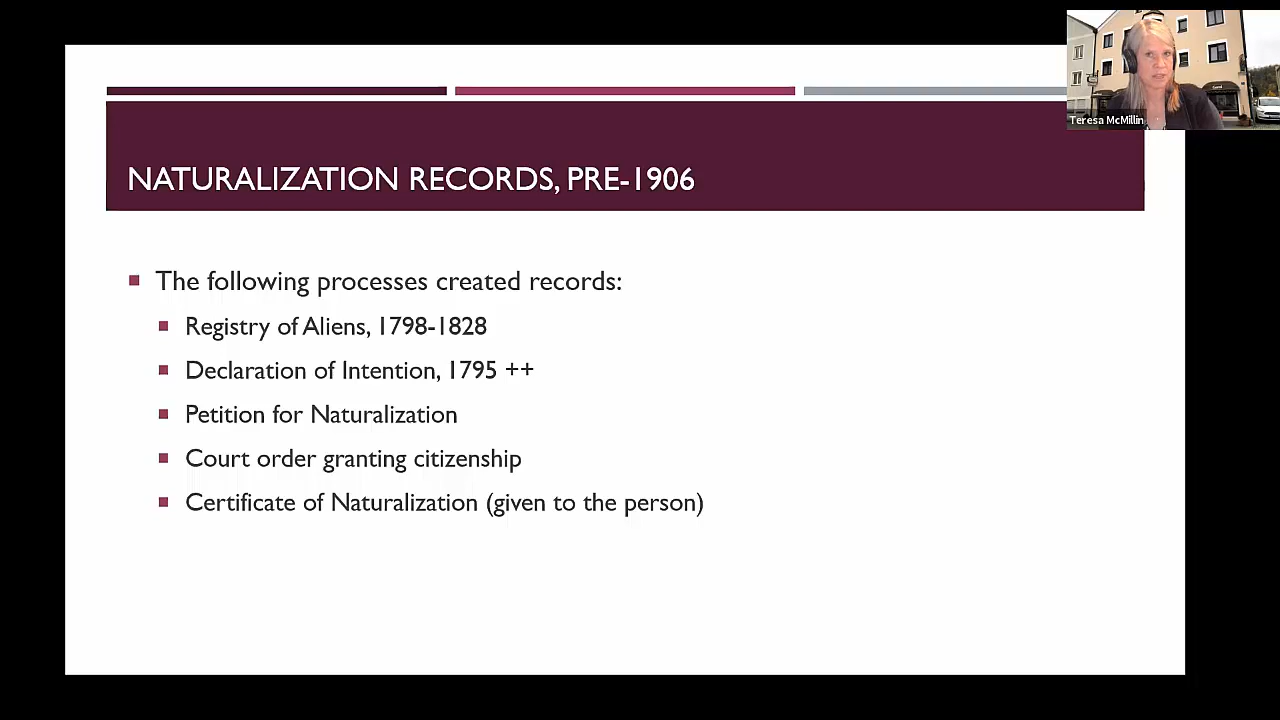 Teresa McMillin
NATURALIZATION RECORDS, PRE-1906
The following processes created records:
Registry of Aliens, 1798-1828
Declaration of Intention, 1795 ++
Petition for Naturalization
Court order granting citizenship
Certificate of Naturalization (given to the person)